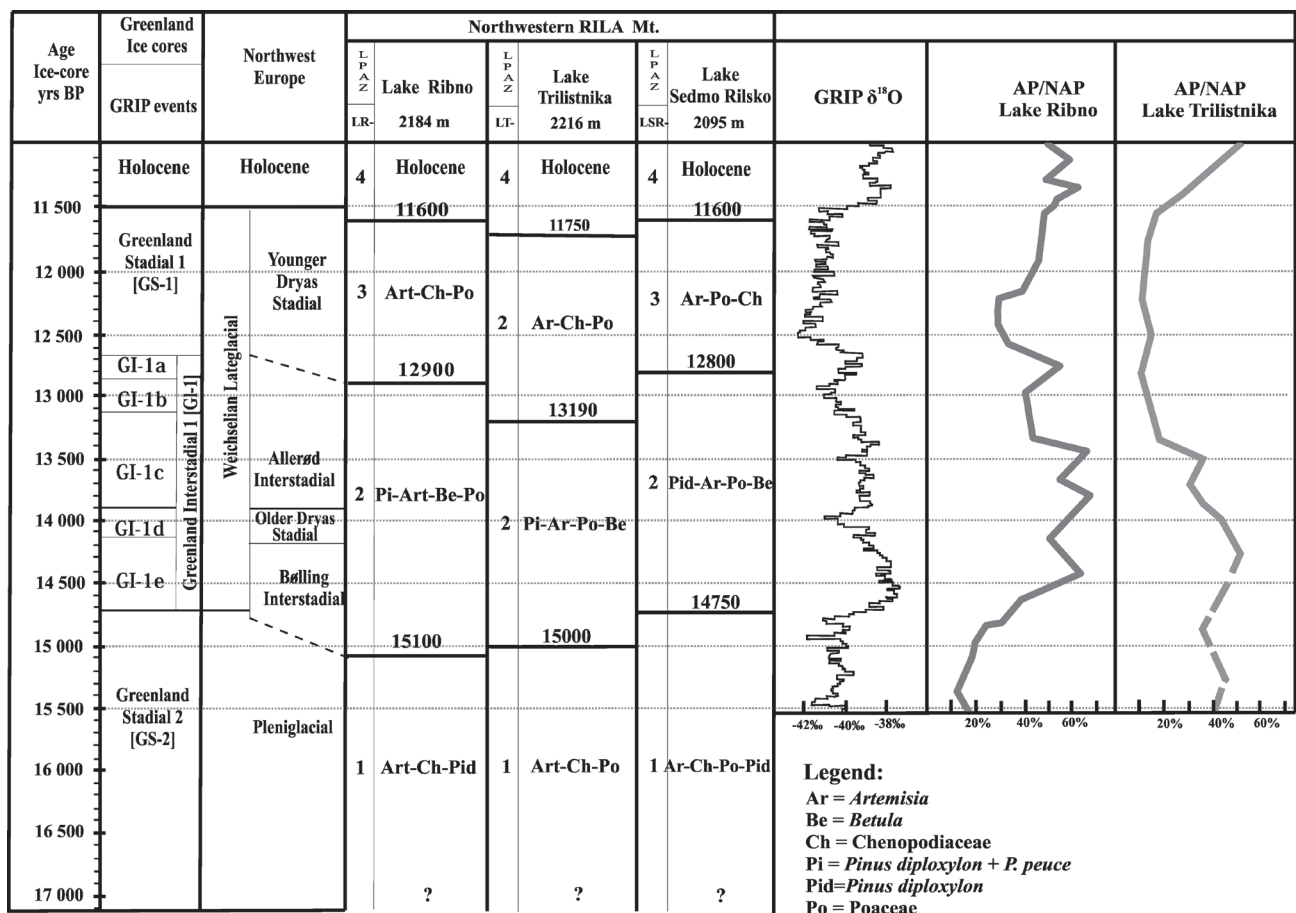 Age
Ice-core
yrs BP
Greenland
Ice cores
GRIP events
Northwest
Europe
Northwestern RILA Mt.
L
P
A
Z
LR-
Lake Ribno
2184 m
L
P
A
Z
LT-
Lake
Trilistnika
2216 m
L
P
A
Z
LSR-
Lake
Sedmo Rilsko
2095 m
GRIP δ¹⁸O
AP/NAP
Lake Ribno
AP/NAP
Lake Trilistnika
11 500
12 000
12 500
13 000
13 500
14 000
14 500
15 000
15 500
16 000
16 500
17 000
Holocene
Greenland
Stadial 1
[GS-1]
GI-1a
GI-1b
GI-1c
GI-1d
GI-1e
Greenland Interstadial 1 [GI-1]
Greenland
Stadial 2
[GS-2]
Holocene
Weichselian Lateglacial
Younger
Dryas
Stadial
Allerød
Interstadial
Older Dryas
Stadial
Bølling
Interstadial
Pleniglacial
4 Holocene
11600
3 Art-Ch-Po
12900
2 Pi-Art-Be-Po
15100
1 Art-Ch-Pid
?
4 Holocene
11750
2 Ar-Ch-Po
13190
2 Pi-Ar-Po-Be
15000
1 Art-Ch-Po
?
4 Holocene
11600
3 Ar-Po-Ch
12800
2 Pid-Ar-Po-Be
14750
1 Ar-Ch-Po-Pid
?
-42‰ -40‰ -38‰
20% 40% 60%
20% 40% 60%
Legend:
Ar = Artemisia
Be = Betula
Ch = Chenopodiaceae
Pi = Pinus diploxylon + P. peuce
Pid=Pinus diploxylon
Po = Poaceae